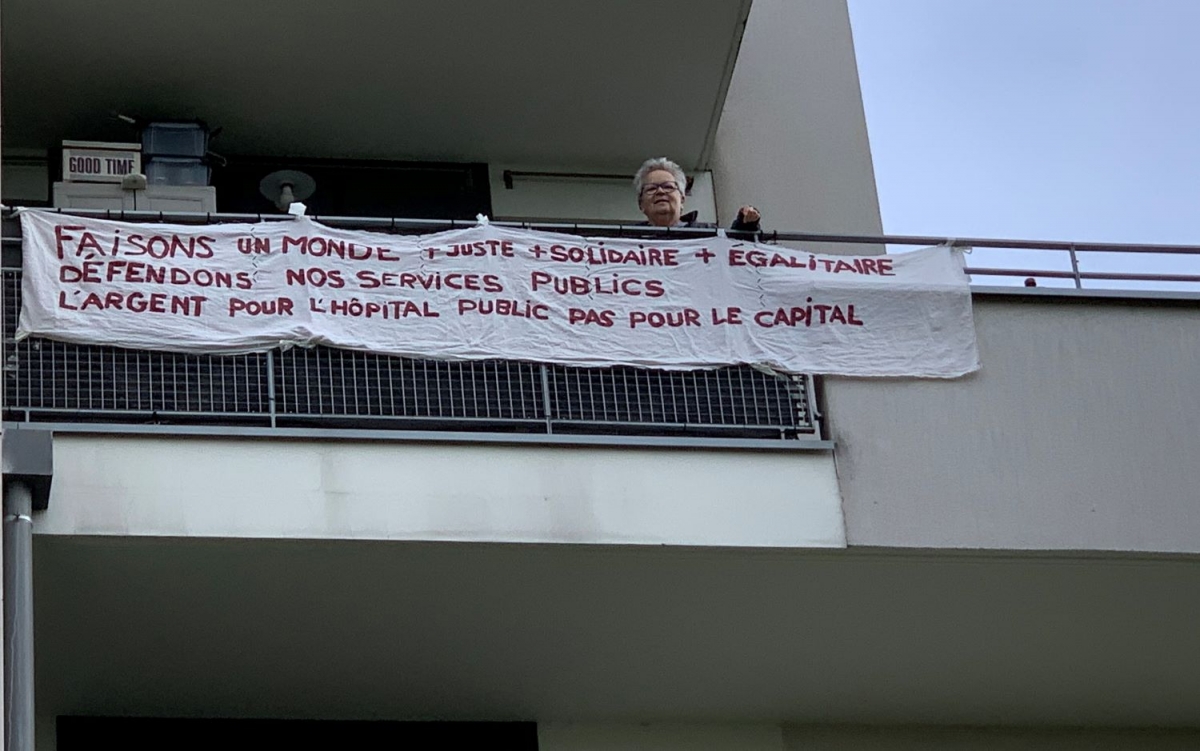 GOOD TIME
FAISONS UN MONDE + JUSTE + SOLIDAIRE + ÉGALITAIRE
DÉFENDONS NOS SERVICES PUBLICS
L'ARGENT POUR L'HÔPITAL PUBLIC PAS POUR LE CAPITAL